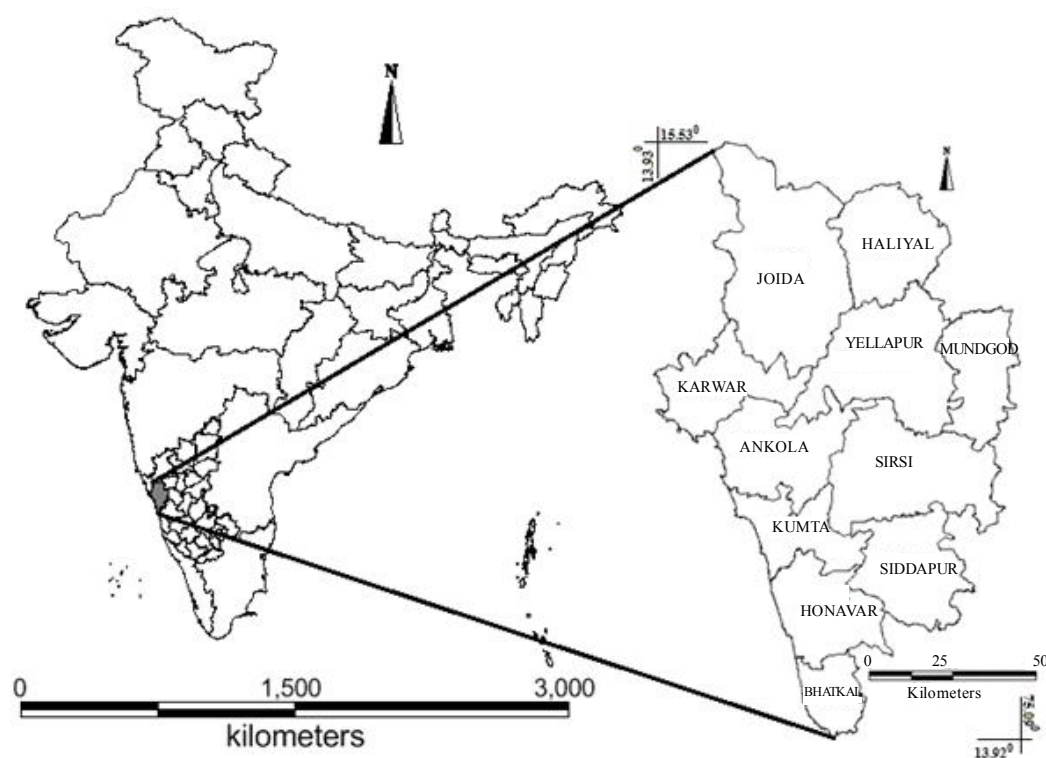 N
15.53⁰
13.93⁰
N
HALIYAL
JOIDA
YELLAPUR
MUNDGOD
KARWAR
ANKOLA
SIRSI
KUMTA
SIDDAPUR
HONAVAR
BHATKAL
0 25 50
Kilometers
0 1,500 3,000
kilometers
75.09⁰
13.92⁰